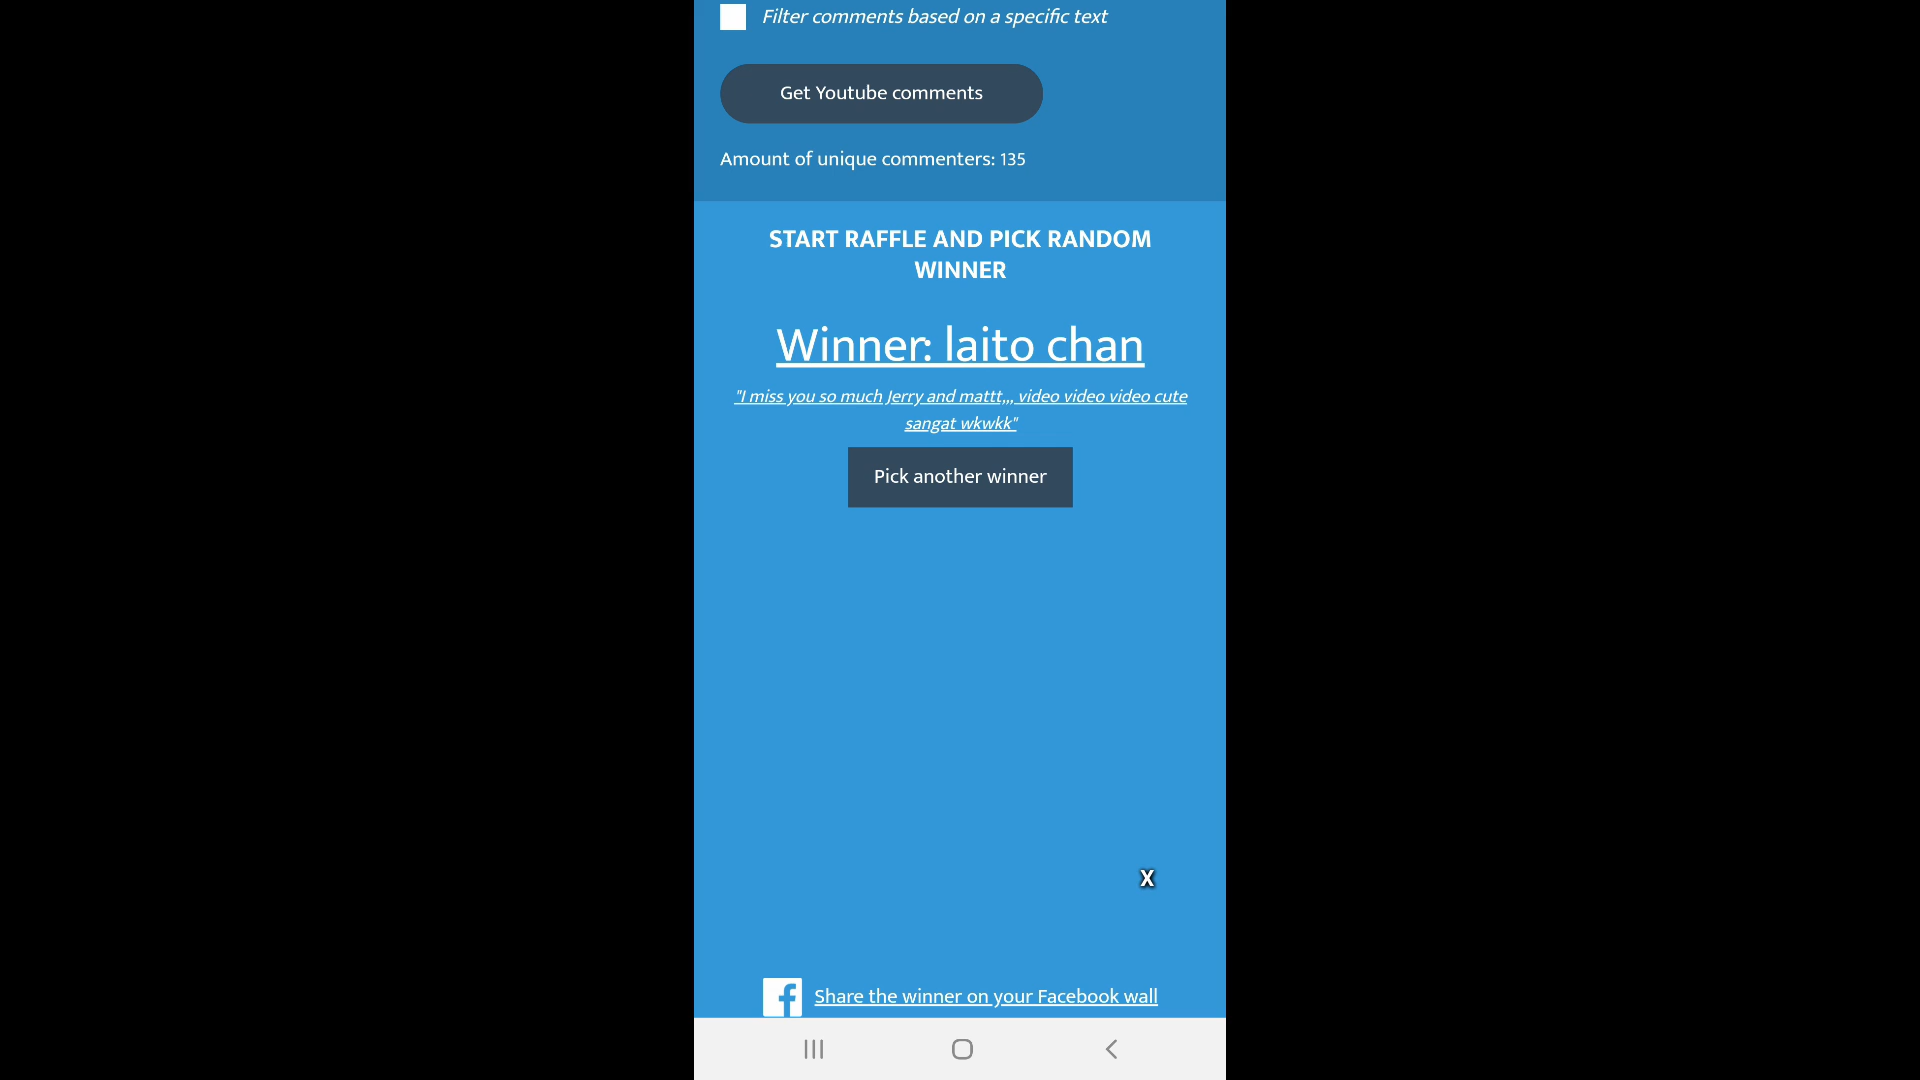 Filter comments based on a specific text
Get Youtube comments
Amount of unique commenters: 135
START RAFFLE AND PICK RANDOM
WINNER
Winner: laito chan
"I miss you so much Jerry and mattt,,, video video video cute
sangat wkwkk"
Pick another winner
X
Share the winner on your Facebook wall